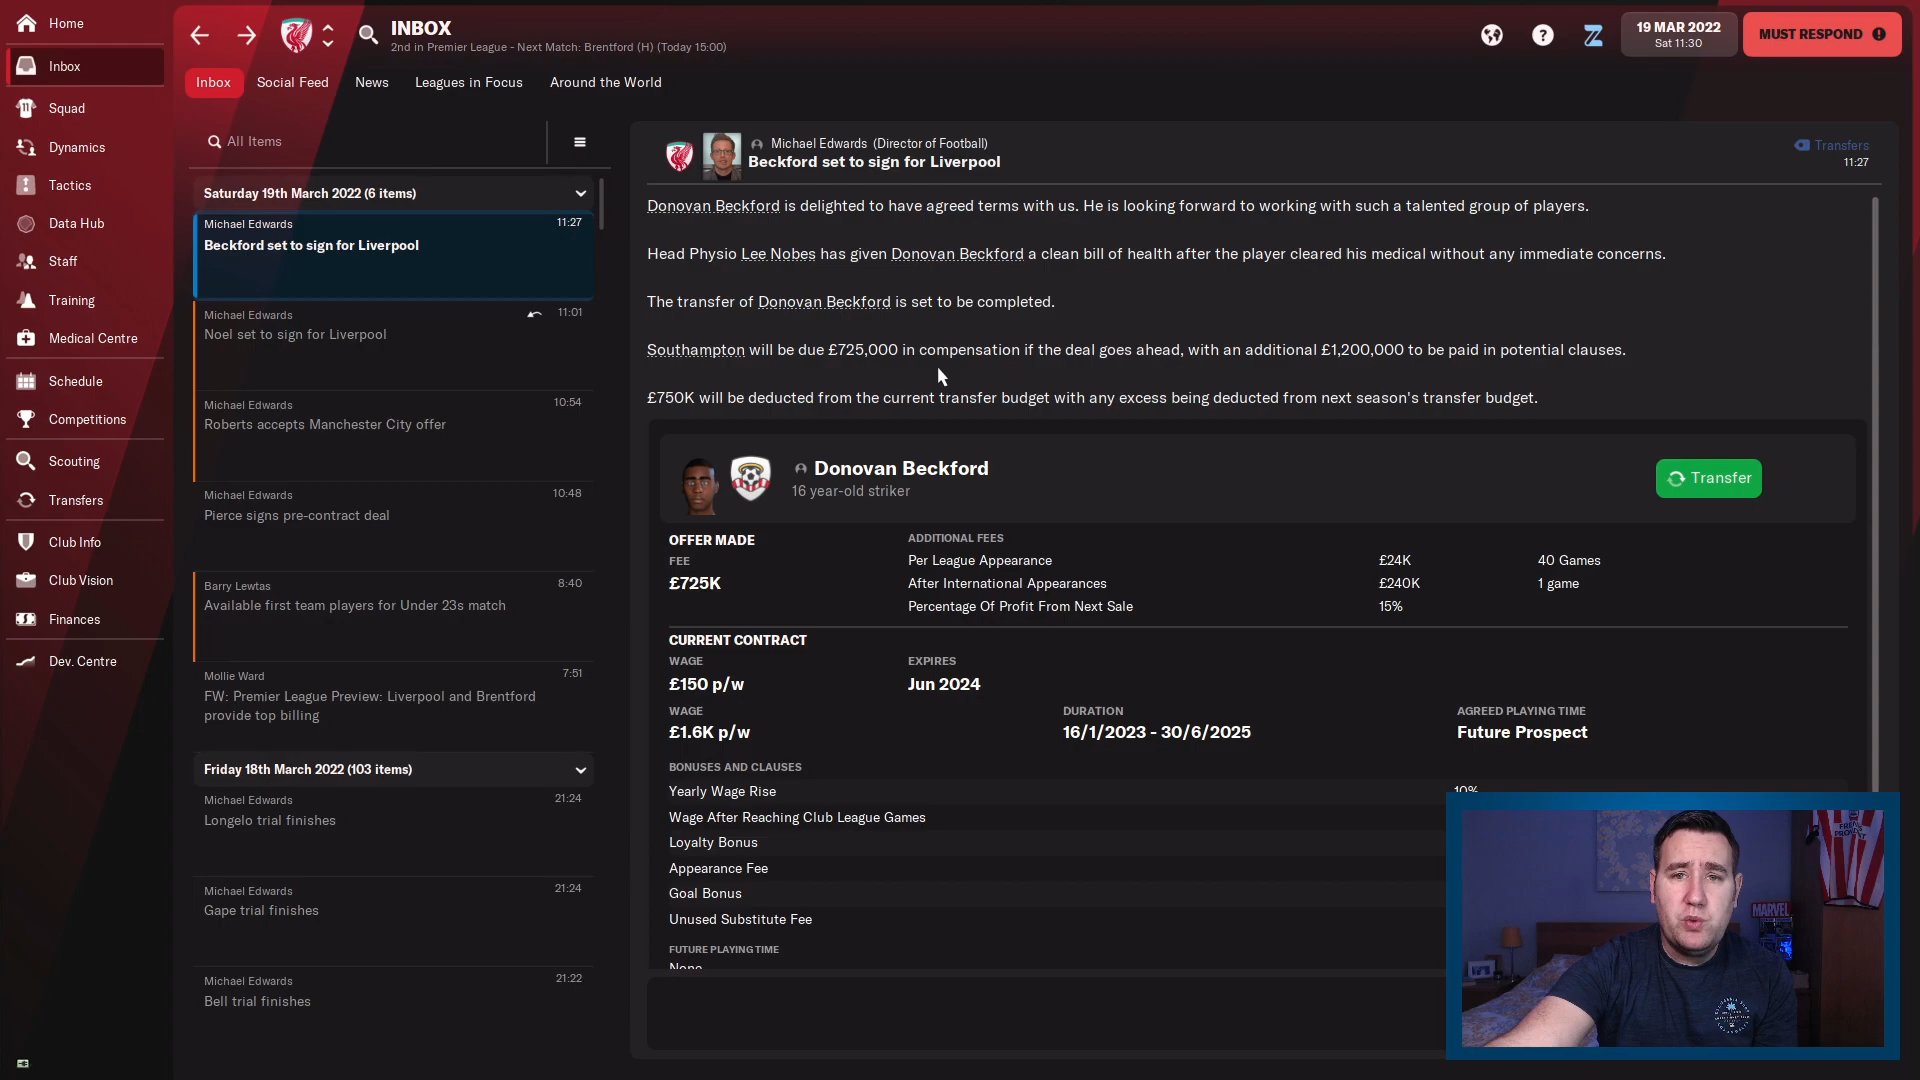 Home
Inbox
Squad
Dynamics
Tactics
Data Hub
Staff
Training
Medical Centre
Schedule
Competitions
Scouting
Transfers
Club Info
Club Vision
Finances
Dev. Centre
INBOX
2nd in Premier League - Next Match: Brentford (H) (Today 15:00)
19 MAR 2022
Sat 11:30
MUST RESPOND
Inbox Social Feed News Leagues in Focus Around the World
All Items
Saturday 19th March 2022 (6 items)
Michael Edwards 11:27
Beckford set to sign for Liverpool
Michael Edwards 11:01
Noel set to sign for Liverpool
Michael Edwards 10:54
Roberts accepts Manchester City offer
Michael Edwards 10:48
Pierce signs pre-contract deal
Barry Lewtas 8:40
Available first team players for Under 23s match
Mollie Ward 7:51
FW: Premier League Preview: Liverpool and Brentford
provide top billing
Friday 18th March 2022 (103 items)
Michael Edwards 21:24
Longelo trial finishes
Michael Edwards 21:24
Gape trial finishes
Michael Edwards 21:22
Bell trial finishes
Michael Edwards (Director of Football)
Beckford set to sign for Liverpool
Transfers
11:27
Donovan Beckford is delighted to have agreed terms with us. He is looking forward to working with such a talented group of players.
Head Physio Lee Nobes has given Donovan Beckford a clean bill of health after the player cleared his medical without any immediate concerns.
The transfer of Donovan Beckford is set to be completed.
Southampton will be due £725,000 in compensation if the deal goes ahead, with an additional £1,200,000 to be paid in potential clauses.
£750K will be deducted from the current transfer budget with any excess being deducted from next season's transfer budget.
Donovan Beckford
16 year-old striker
Transfer
OFFER MADE ADDITIONAL FEES
FEE Per League Appearance £24K 40 Games
£725K After International Appearances £240K 1 game
Percentage Of Profit From Next Sale 15%
CURRENT CONTRACT
WAGE EXPIRES
£150 p/w Jun 2024
WAGE DURATION AGREED PLAYING TIME
£1.6K p/w 16/1/2023 - 30/6/2025 Future Prospect
BONUSES AND CLAUSES
Yearly Wage Rise 10%
Wage After Reaching Club League Games
Loyalty Bonus
Appearance Fee
Goal Bonus
Unused Substitute Fee
FUTURE PLAYING TIME
None
MARVEL